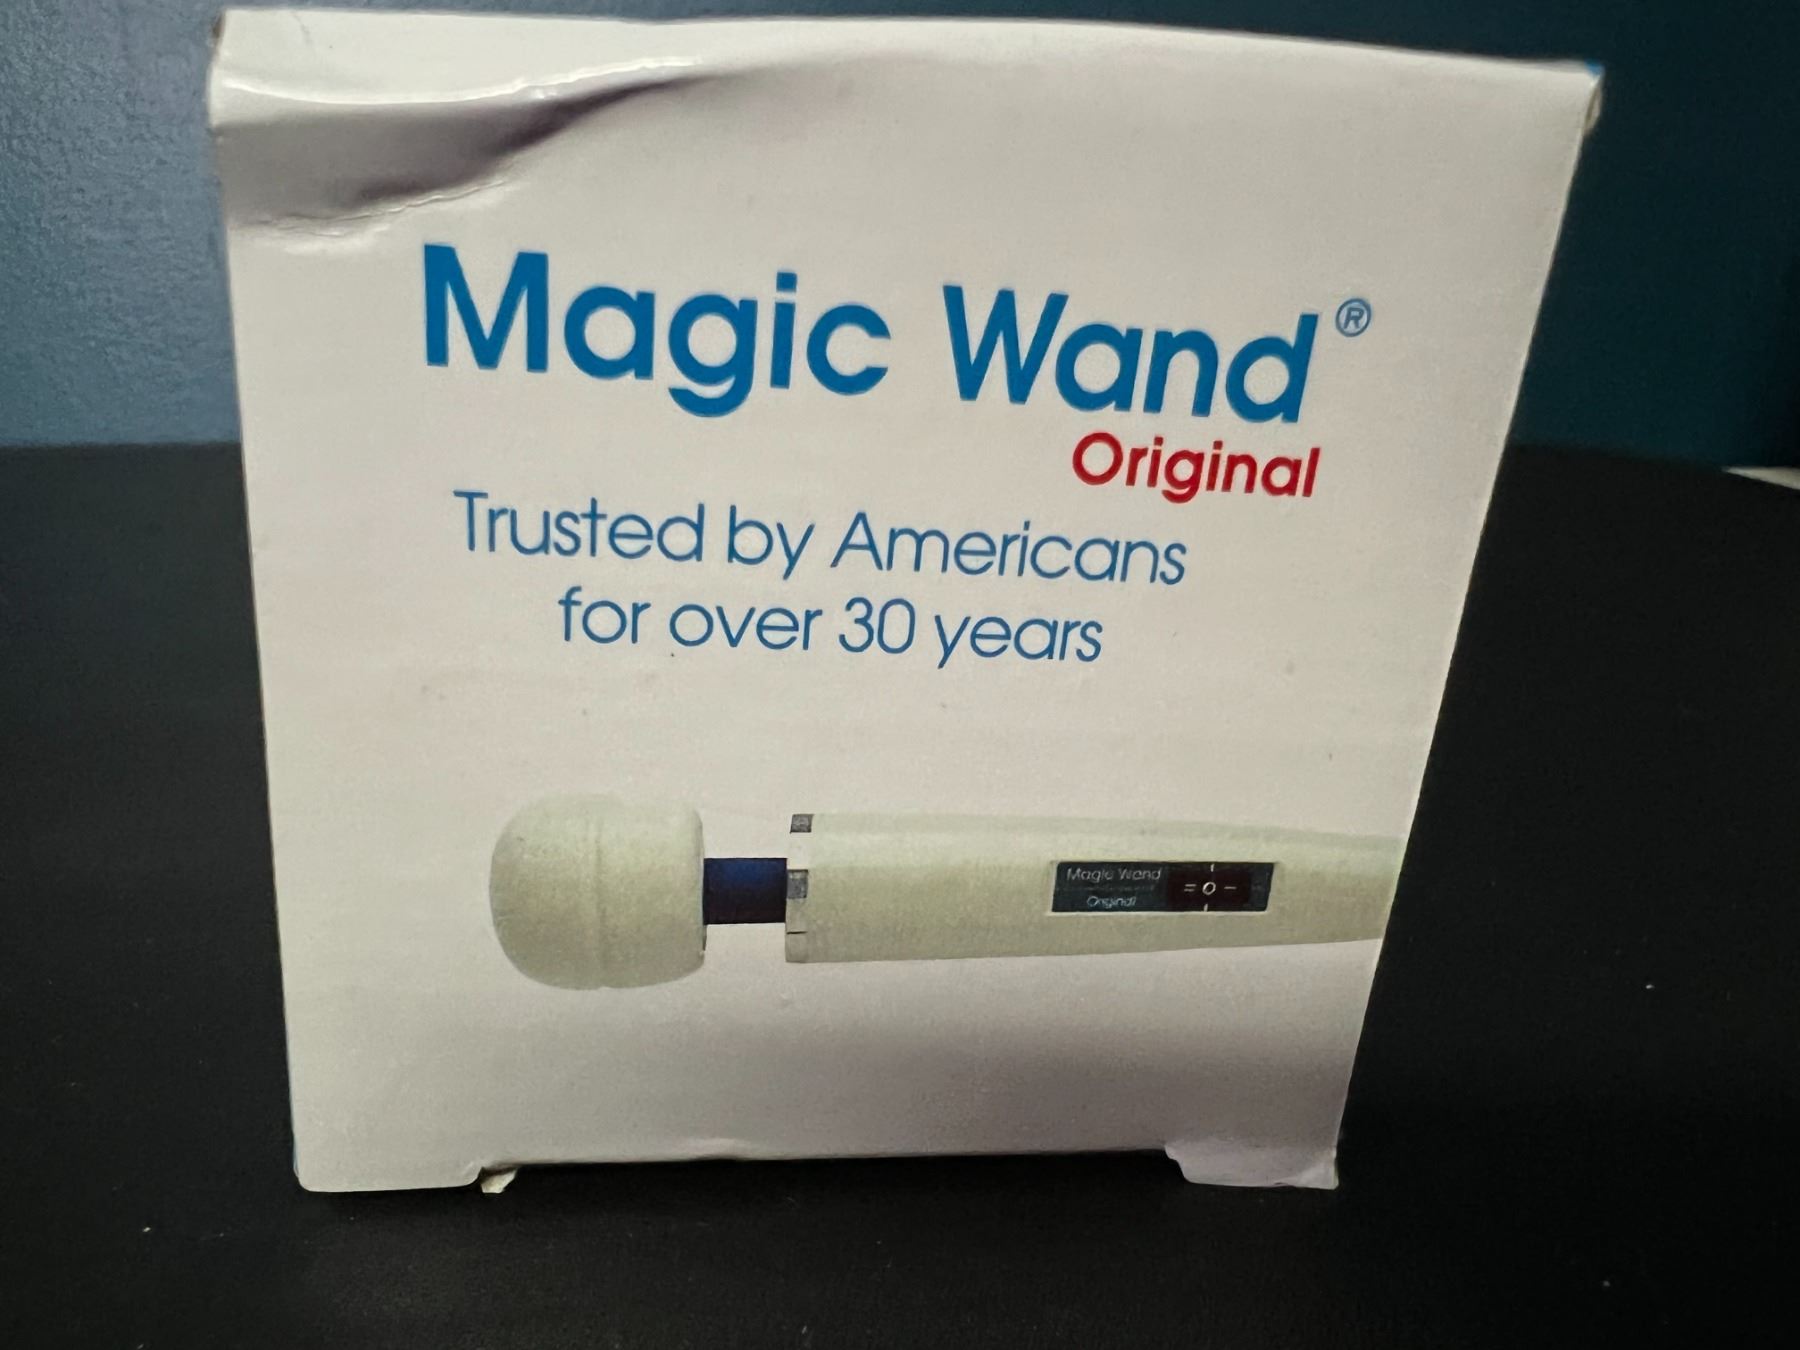 Magic Wand®
Original
Trusted by Americans
for over 30 years
Magic Wand
Original
= O −